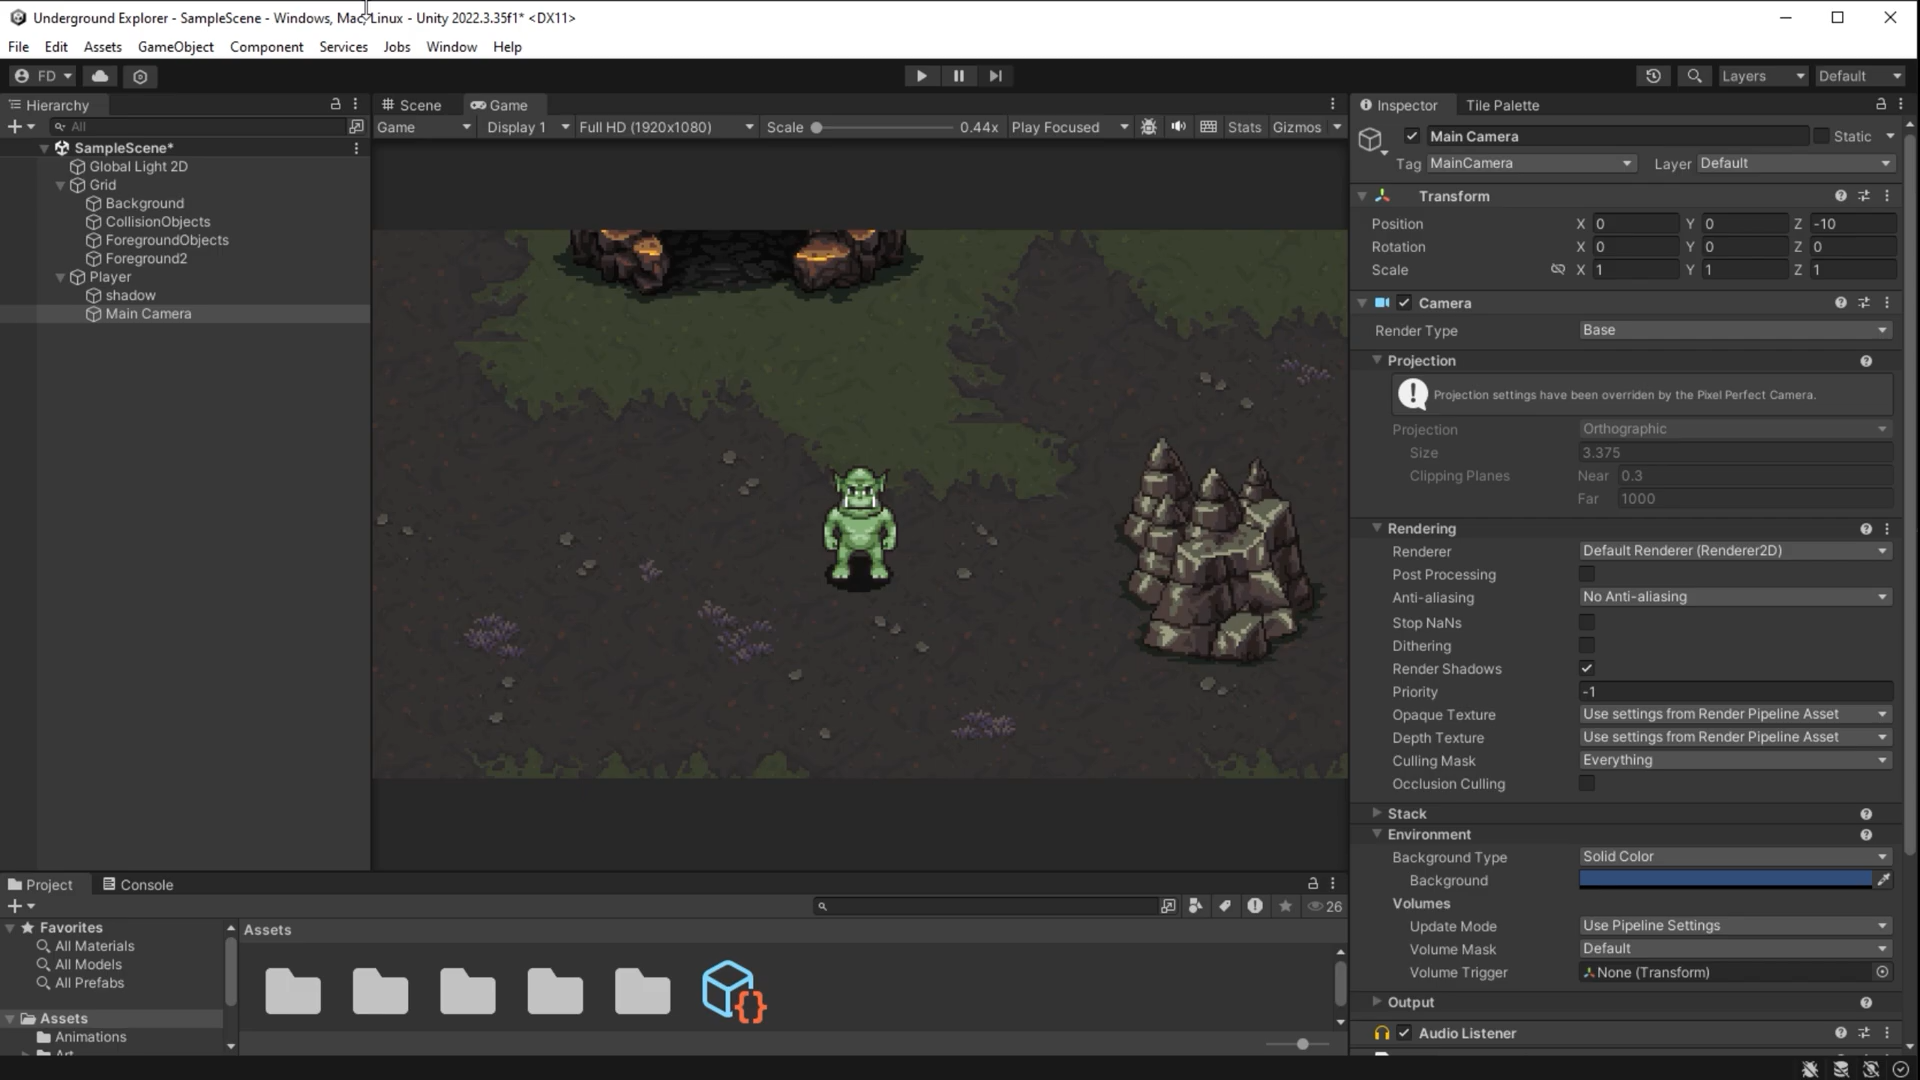 Underground Explorer - SampleScene - Windows, Mac, Linux - Unity 2022.3.35f1* <DX11>
File Edit Assets GameObject Component Services Jobs Window Help
FD
Layers Default
Hierarchy
All
SampleScene*
Global Light 2D
Grid
Background
CollisionObjects
ForegroundObjects
Foreground2
Player
shadow
Main Camera
Scene Game
Game Display 1 Full HD (1920x1080) Scale 0.44x Play Focused Stats Gizmos
Inspector Tile Palette
Main Camera Static
Tag MainCamera Layer Default
Transform
Position X 0 Y 0 Z -10
Rotation X 0 Y 0 Z 0
Scale X 1 Y 1 Z 1
Camera
Render Type Base
Projection
Projection settings have been overriden by the Pixel Perfect Camera.
Projection Orthographic
Size 3.375
Clipping Planes Near 0.3
Far 1000
Rendering
Renderer Default Renderer (Renderer2D)
Post Processing
Anti-aliasing No Anti-aliasing
Stop NaNs
Dithering
Render Shadows
Priority -1
Opaque Texture Use settings from Render Pipeline Asset
Depth Texture Use settings from Render Pipeline Asset
Culling Mask Everything
Occlusion Culling
Stack
Environment
Background Type Solid Color
Background
Volumes
Update Mode Use Pipeline Settings
Volume Mask Default
Volume Trigger None (Transform)
Output
Audio Listener
Project Console
26
Favorites
All Materials
All Models
All Prefabs
Assets
Animations
Assets